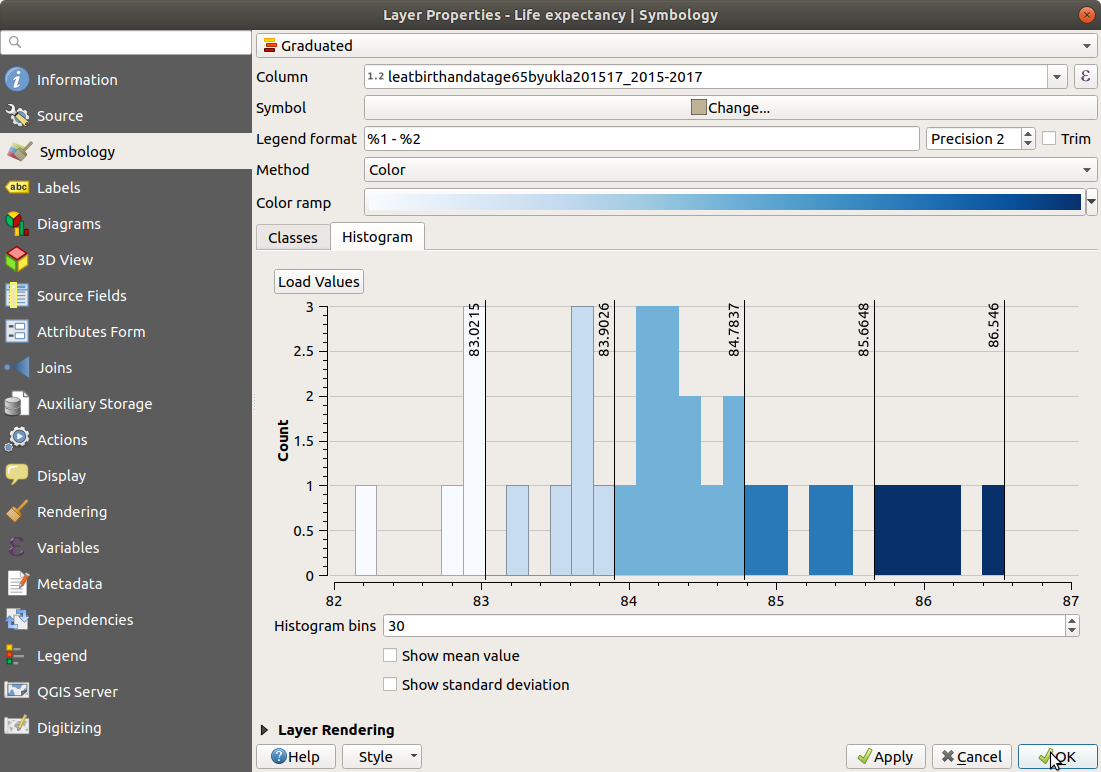 Layer Properties - Life expectancy | Symbology
Information
Source
Symbology
abc Labels
Diagrams
3D View
Source Fields
Attributes Form
Joins
Auxiliary Storage
Actions
Display
Rendering
Variables
Metadata
Dependencies
Legend
QGIS Server
Digitizing
Graduated
Column 1.2 leatbirthandatage65byukla201517_2015-2017 ε
Symbol Change...
Legend format %1 - %2 Precision 2 Trim
Method Color
Color ramp
Classes Histogram
Load Values
Count
3
2.5
2
1.5
1
0.5
0
83.0215
83.9026
84.7837
85.6648
86.546
82 83 84 85 86 87
Histogram bins 30
Show mean value
Show standard deviation
Layer Rendering
Help Style Apply Cancel OK